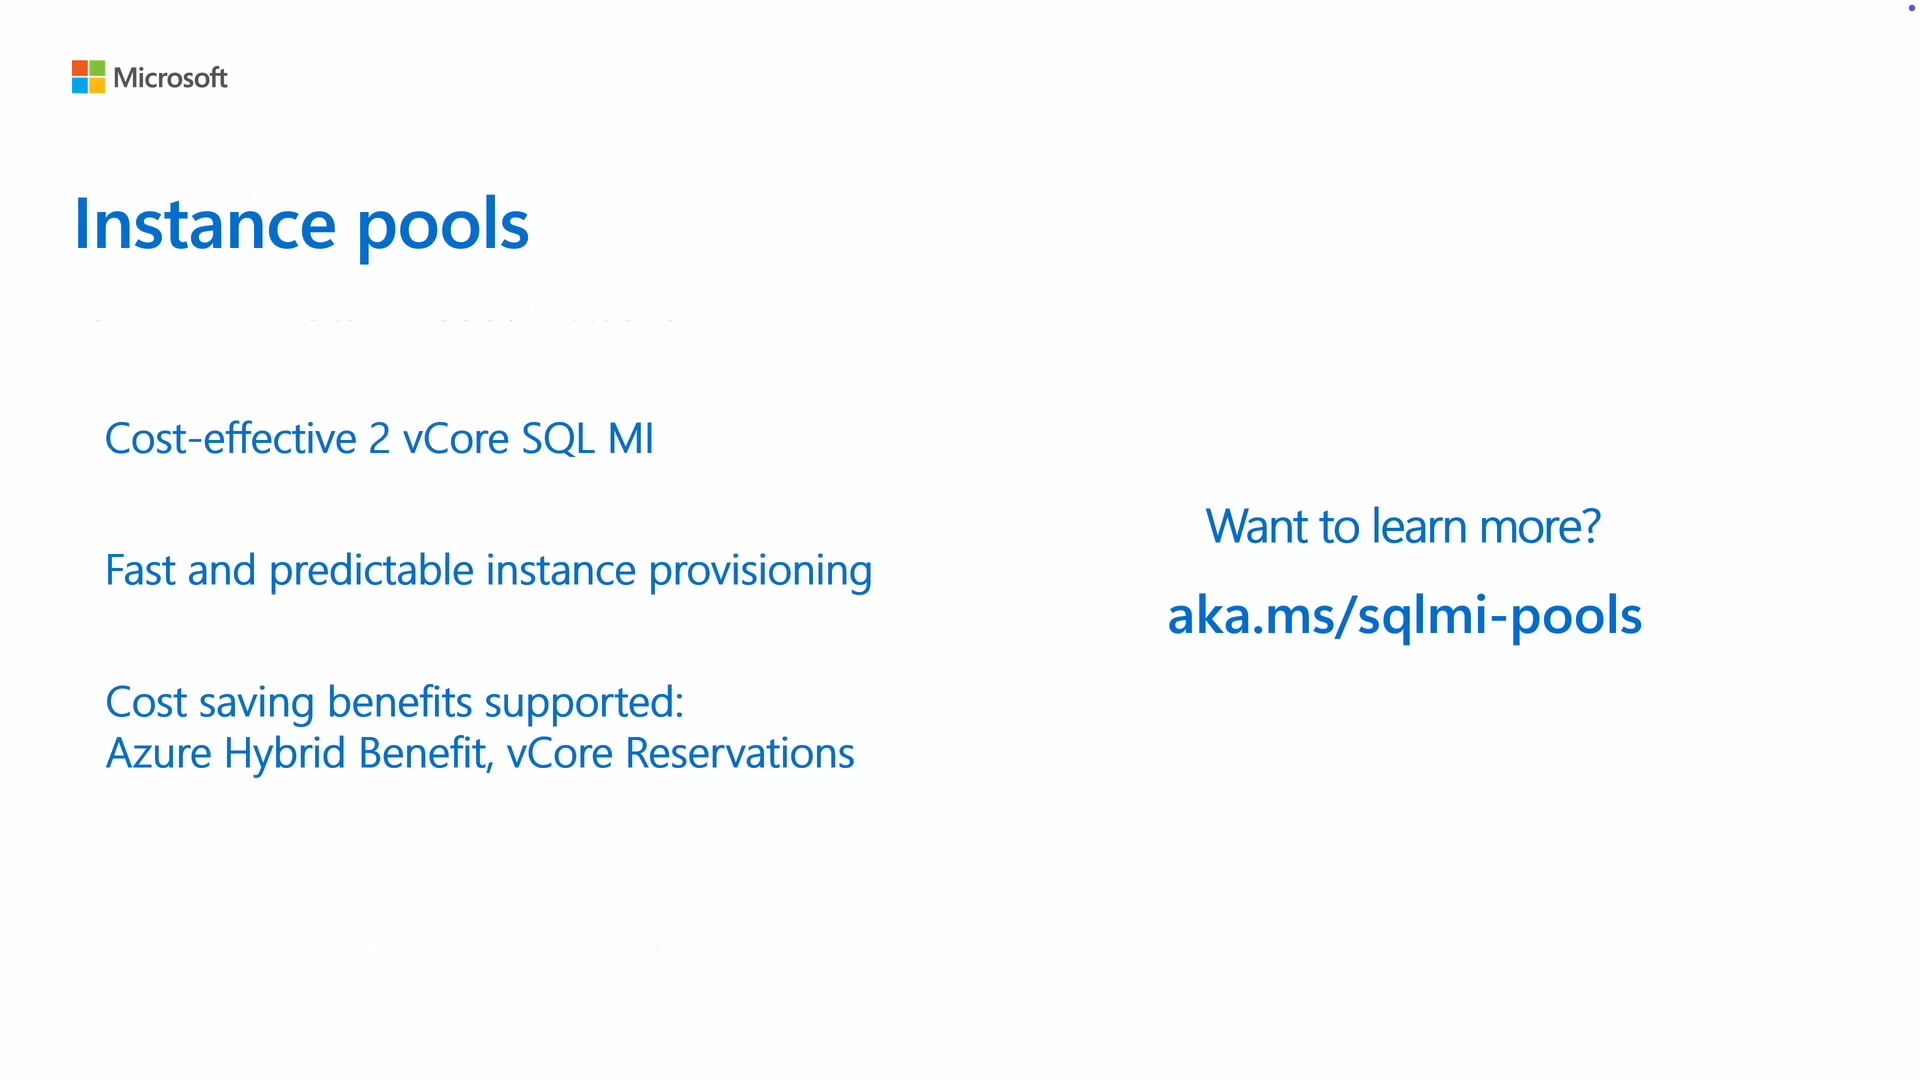 Microsoft
Instance pools
Cost-effective 2 vCore SQL MI
Fast and predictable instance provisioning
Cost saving benefits supported:
Azure Hybrid Benefit, vCore Reservations
Want to learn more?
aka.ms/sqlmi-pools